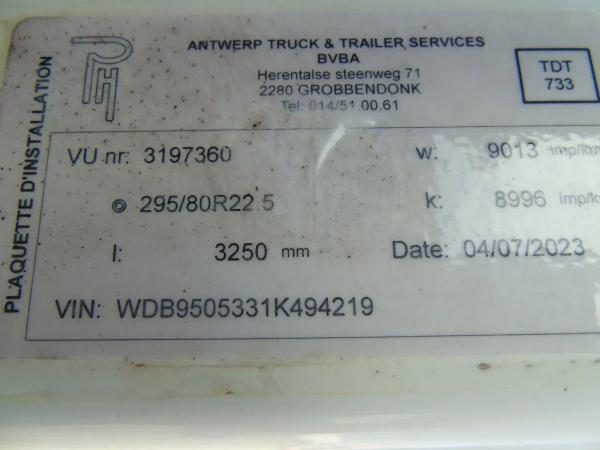 ANTWERP TRUCK & TRAILER SERVICES
BVBA
Herentalse steenweg 71
2280 GROBBENDONK
Tel: 014/51.00.61
TDT
733
PLAQUETTE D'INSTALLATION
VU nr: 3197360 w: 9013 imp/km
295/80R22.5 k: 8996 imp/k
l: 3250 mm Date: 04/07/2023
VIN: WDB9505331K494219